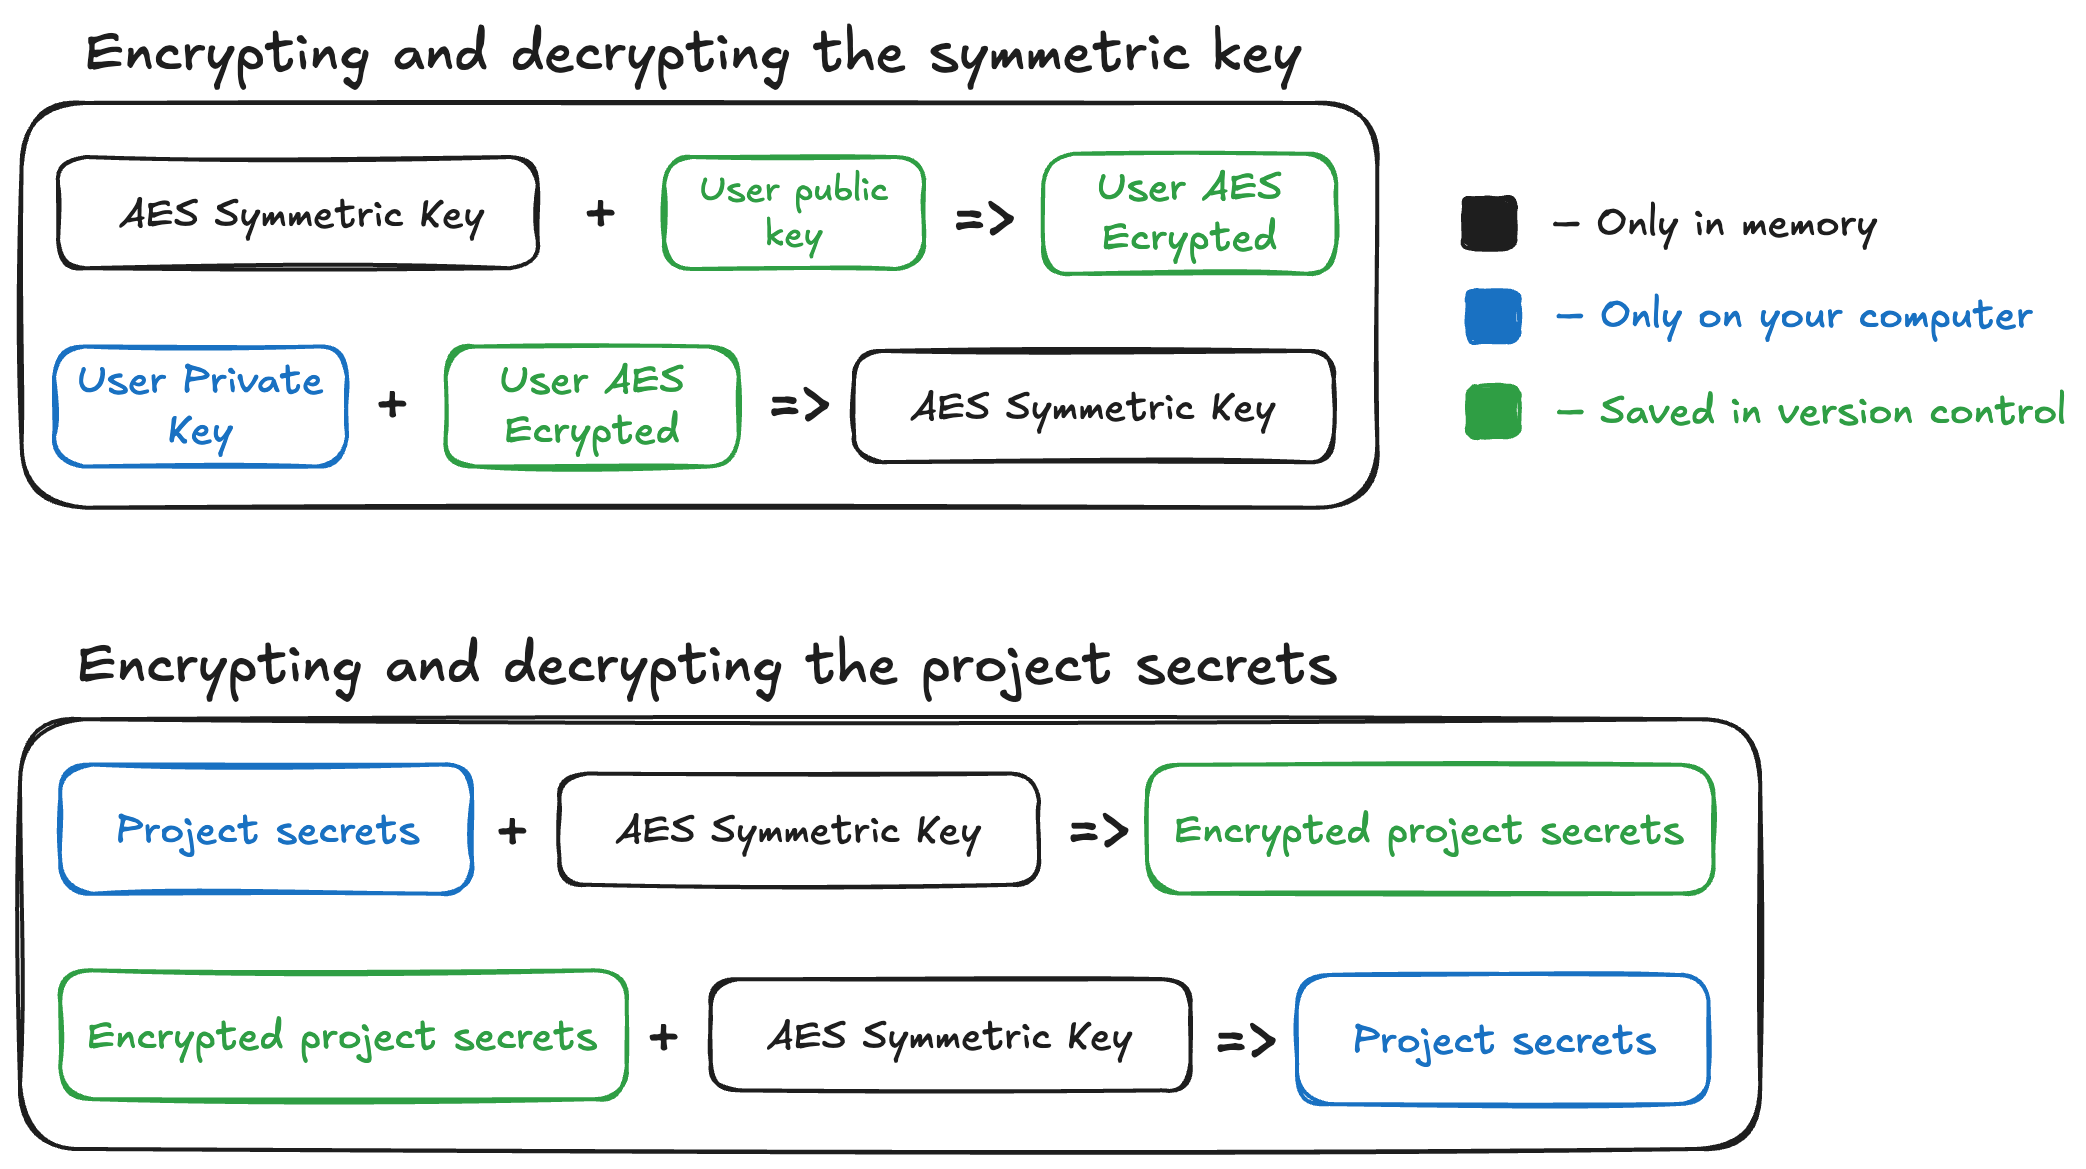 Encrypting and decrypting the symmetric key
AES Symmetric Key + User public => User AES
key Ecrypted
User Private + User AES => AES Symmetric Key
Key Ecrypted
– Only in memory
– Only on your computer
– Saved in version control
Encrypting and decrypting the project secrets
Project secrets + AES Symmetric Key => Encrypted project secrets
Encrypted project secrets + AES Symmetric Key => Project secrets